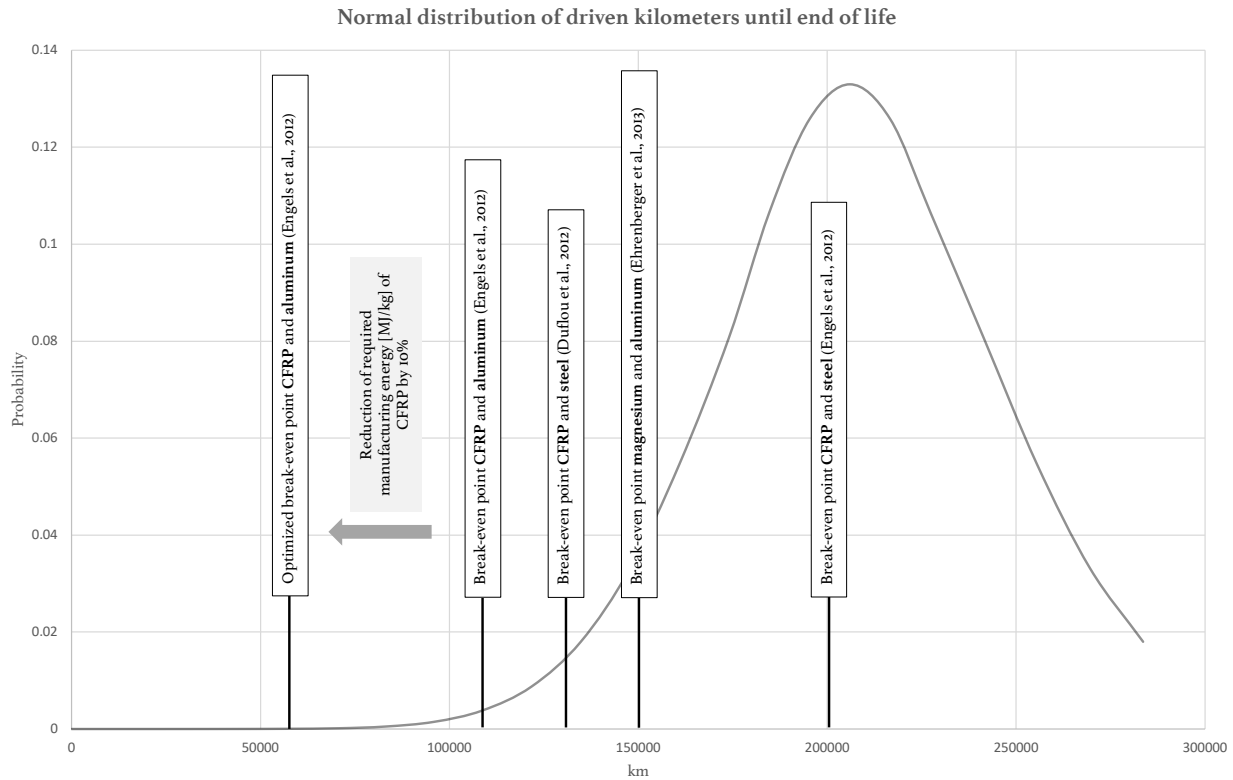 Normal distribution of driven kilometers until end of life
Probability
0.14
0.12
0.1
0.08
0.06
0.04
0.02
0
Optimized break-even point CFRP and aluminum (Engels et al., 2012)
Reduction of required
manufacturing energy [MJ/kg] of
CFRP by 10%
Break-even point CFRP and aluminum (Engels et al., 2012)
Break-even point CFRP and steel (Duflou et al., 2012)
Break-even point magnesium and aluminum (Ehrenberger et al., 2013)
Break-even point CFRP and steel (Engels et al., 2012)
0 50000 100000 150000 200000 250000 300000
km